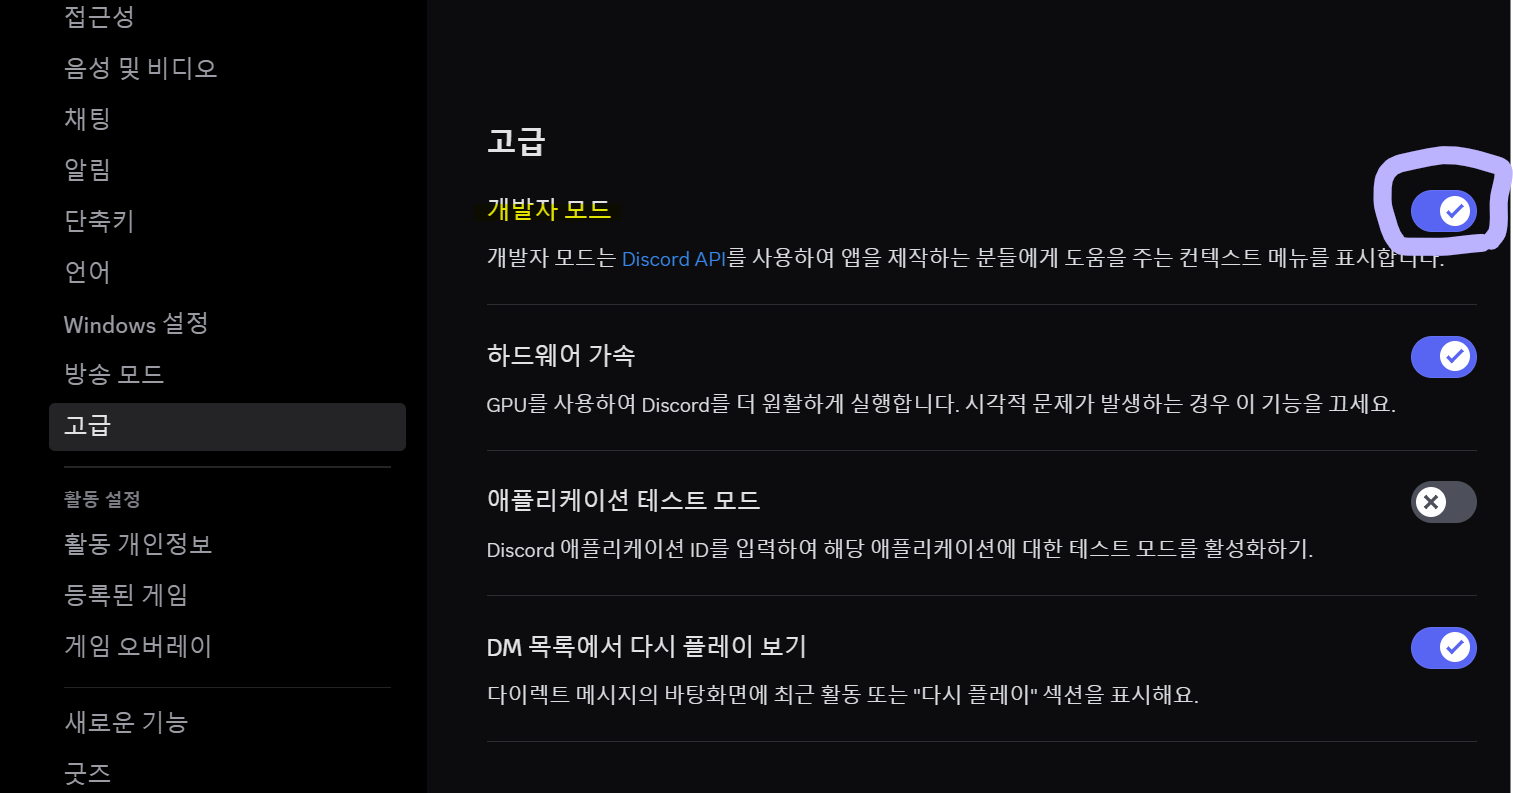 접근성
음성 및 비디오
채팅
알림
단축키
언어
Windows 설정
방송 모드
고급
활동 설정
활동 개인정보
등록된 게임
게임 오버레이
새로운 기능
굿즈
고급
개발자 모드
개발자 모드는 Discord API를 사용하여 앱을 제작하는 분들에게 도움을 주는 컨텍스트 메뉴를 표시합니다.
하드웨어 가속
GPU를 사용하여 Discord를 더 원활하게 실행합니다. 시각적 문제가 발생하는 경우 이 기능을 끄세요.
애플리케이션 테스트 모드
Discord 애플리케이션 ID를 입력하여 해당 애플리케이션에 대한 테스트 모드를 활성화하기.
DM 목록에서 다시 플레이 보기
다이렉트 메시지의 바탕화면에 최근 활동 또는 "다시 플레이" 섹션을 표시해요.